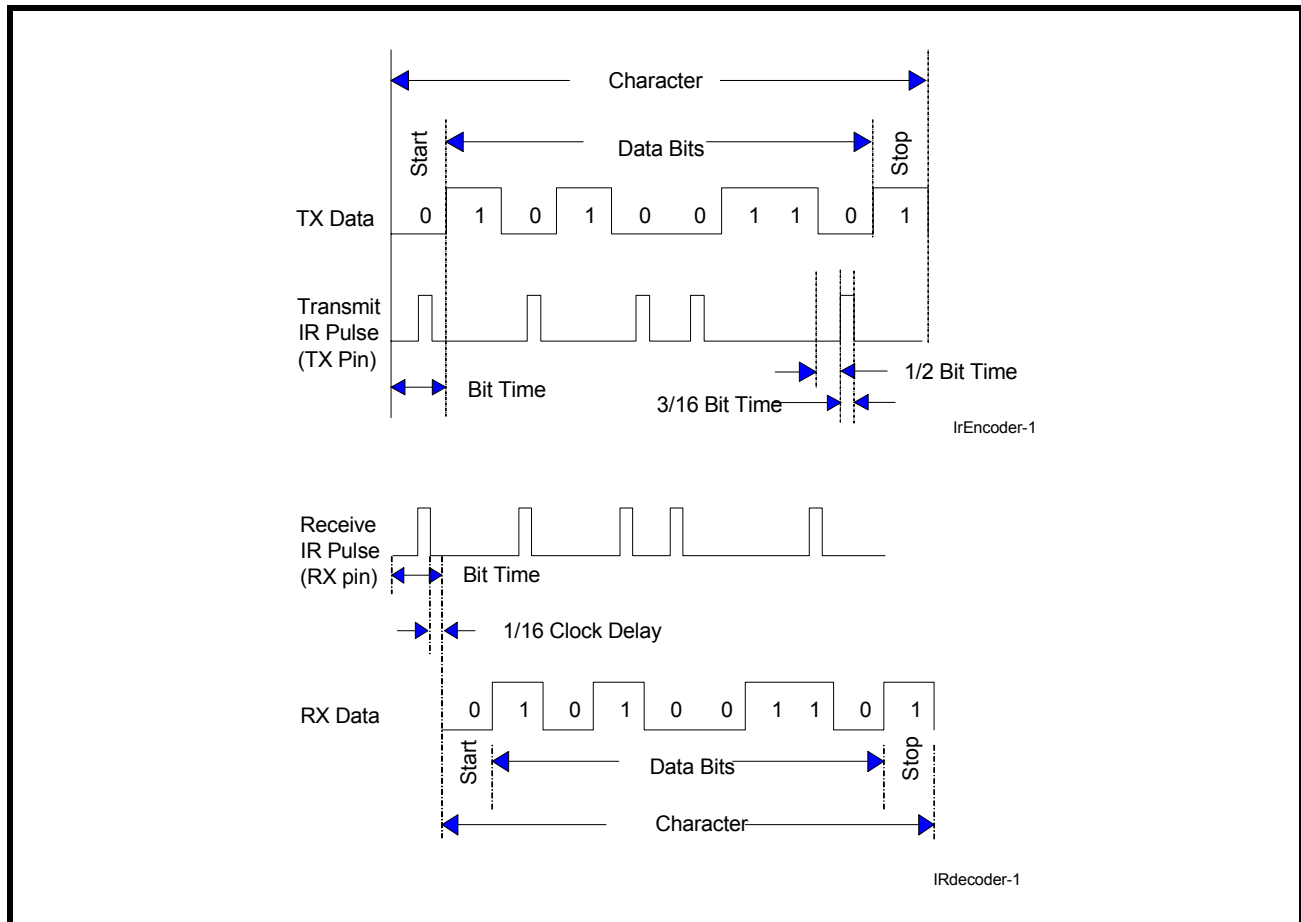 Character
Start
Data Bits
Stop
TX Data
0 1 0 1 0 0 1 1 0 1
Transmit
IR Pulse
(TX Pin)
1/2 Bit Time
Bit Time
3/16 Bit Time
IrEncoder-1
Receive
IR Pulse
(RX pin)
Bit Time
1/16 Clock Delay
RX Data
0 1 0 1 0 0 1 1 0 1
Start
Data Bits
Stop
Character
IRdecoder-1